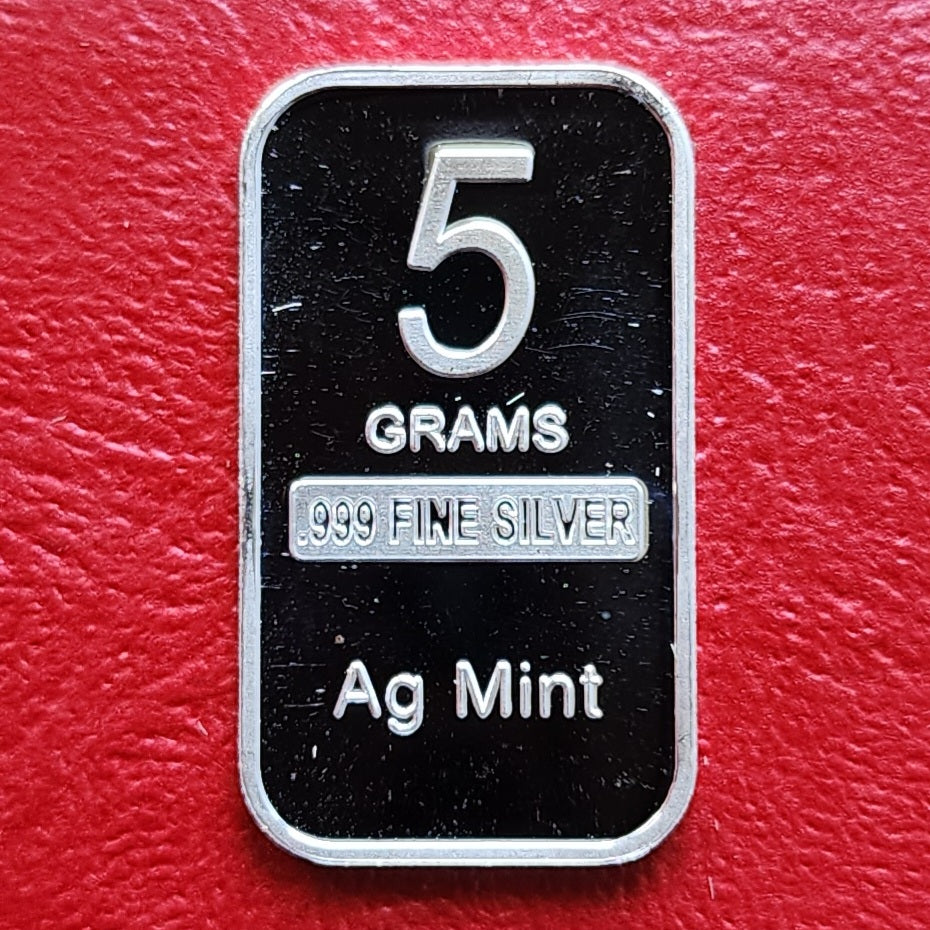 5
GRAMS
.999 FINE SILVER
Ag Mint